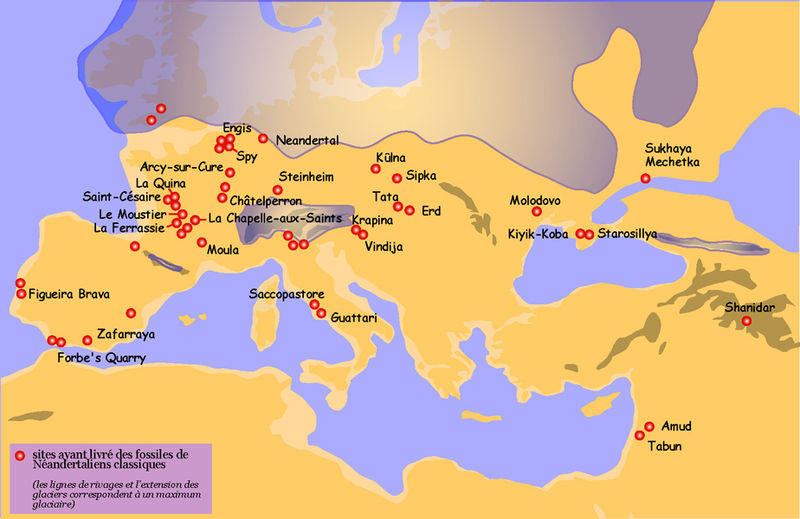 Engis
Neandertal
Spy
Arcy-sur-Cure
La Quina
Saint-Césaire
Le Moustier
La Ferrassie
Châtelperron
Steinheim
La Chapelle-aux-Saints
Moula
Külna
Sipka
Tata
Erd
Krapina
Vindija
Molodovo
Kiyik-Koba
Starosillya
Sukhaya
Mechetka
Figueira Brava
Zafarraya
Forbe's Quarry
Saccopastore
Guattari
Shanidar
Amud
Tabun
sites ayant livré des fossiles de
Néandertaliens classiques
(les lignes de rivages et l'extension des
glaciers correspondent à un maximum
glaciaire)